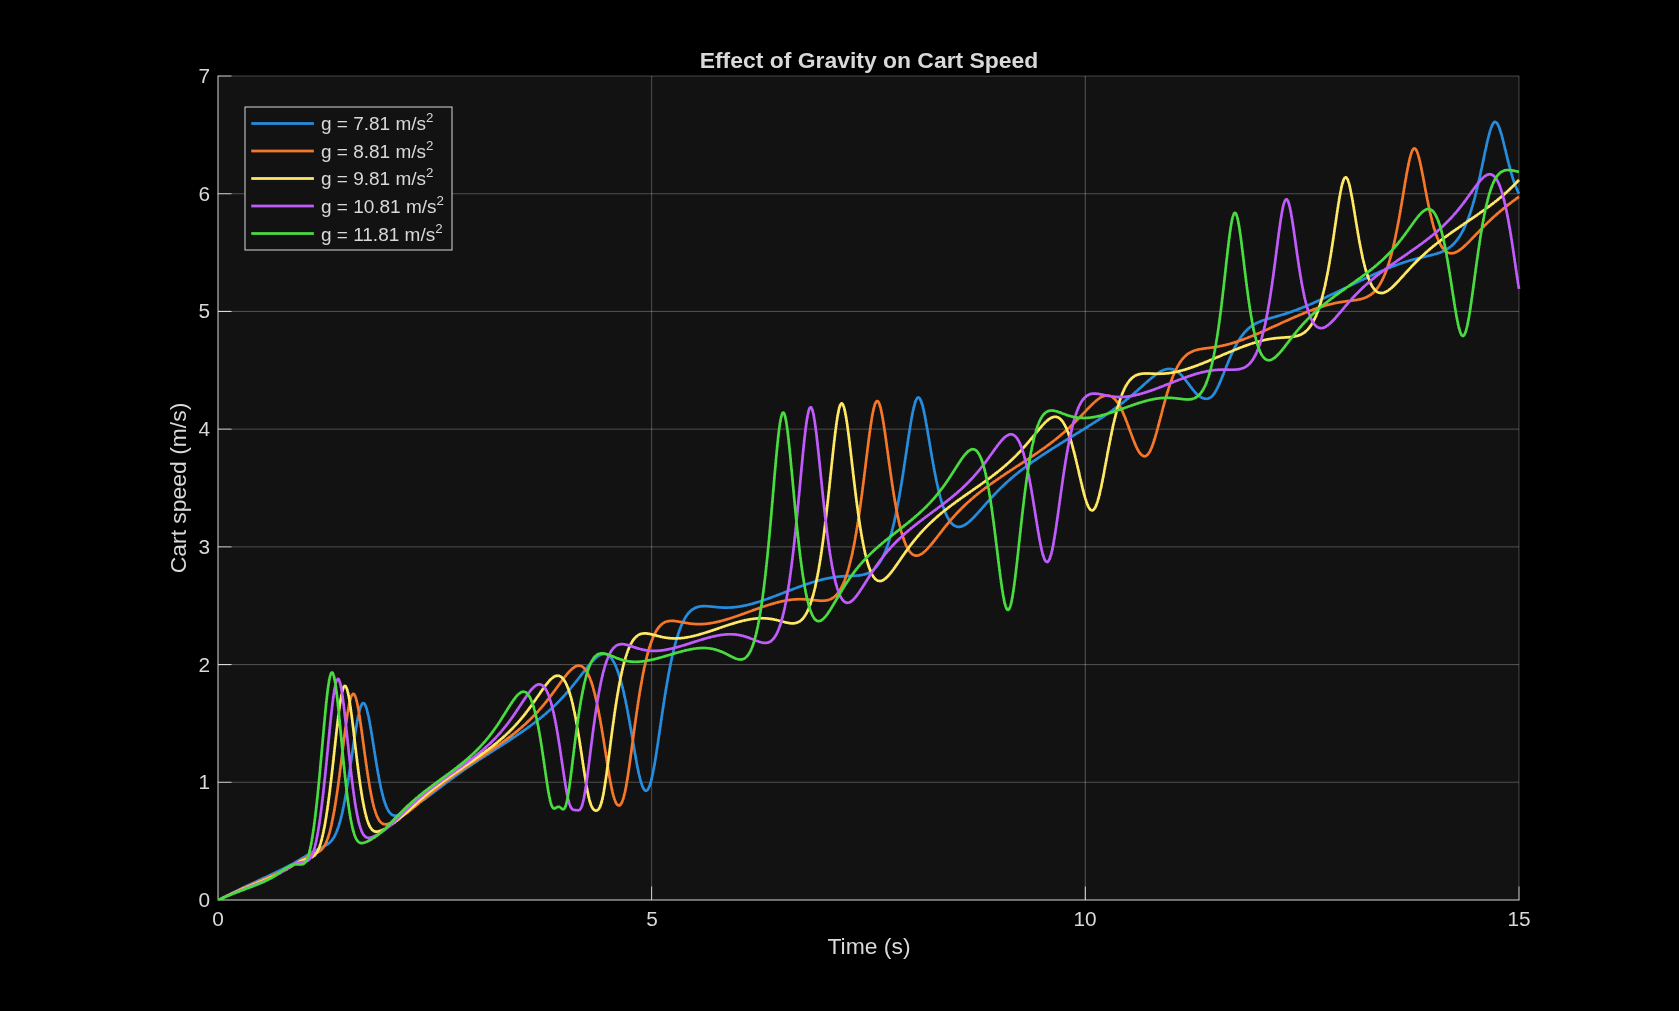 Effect of Gravity on Cart Speed
7
g = 7.81 m/s²
g = 8.81 m/s²
g = 9.81 m/s²
g = 10.81 m/s²
g = 11.81 m/s²
6
5
4
3
2
1
0
Cart speed (m/s)
0 5 10 15
Time (s)